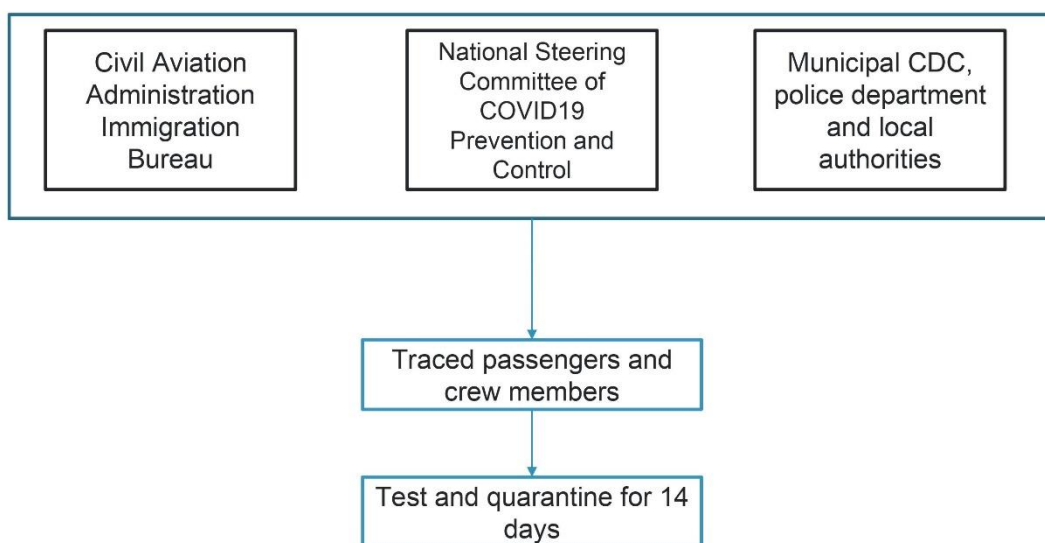 Civil Aviation
Administration
Immigration
Bureau
National Steering
Committee of
COVID19
Prevention and
Control
Municipal CDC,
police department
and local
authorities
Traced passengers and
crew members
Test and quarantine for 14
days